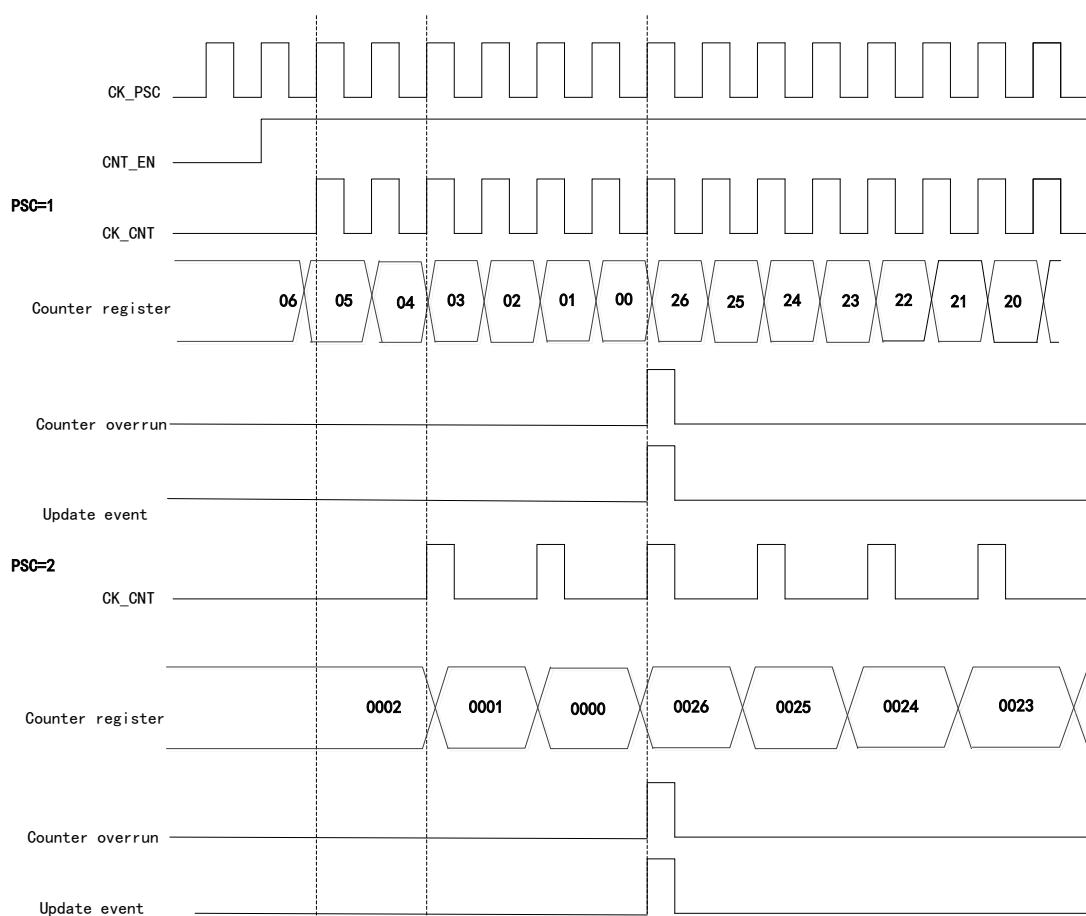 CK_PSC
CNT_EN
PSC=1
CK_CNT
Counter register 06 05 04 03 02 01 00 26 25 24 23 22 21 20
Counter overrun
Update event
PSC=2
CK_CNT
Counter register 0002 0001 0000 0026 0025 0024 0023
Counter overrun
Update event